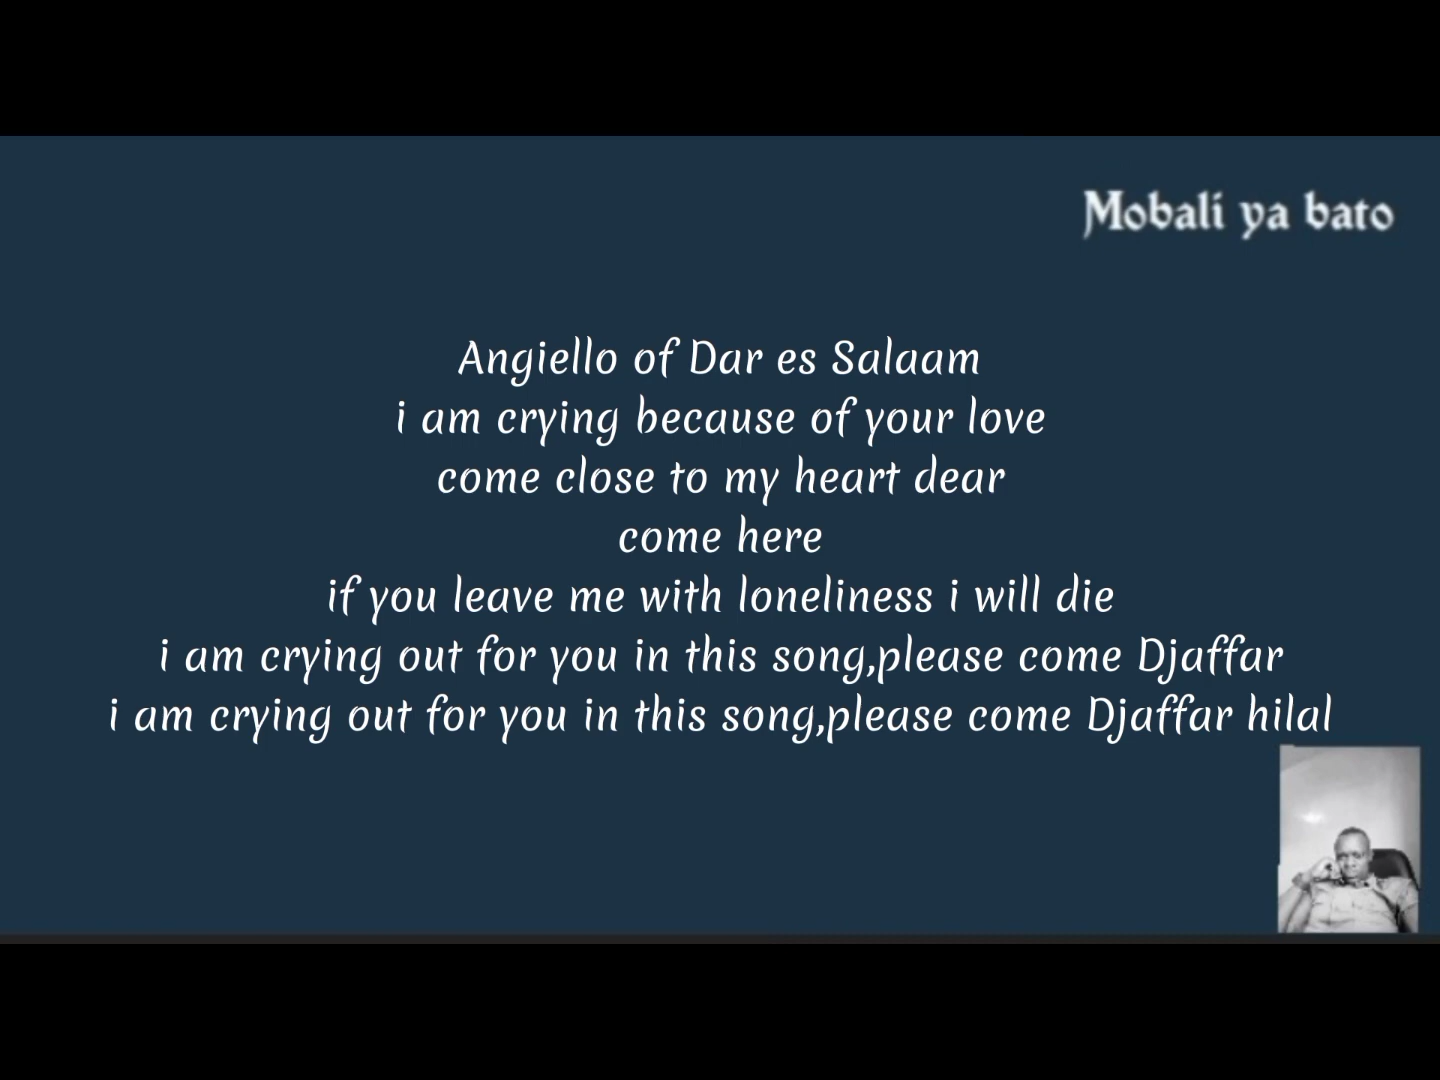 Mobali ya bato
Angiello of Dar es Salaam
i am crying because of your love
come close to my heart dear
come here
if you leave me with loneliness i will die
i am crying out for you in this song,please come Djaffar
i am crying out for you in this song,please come Djaffar hilal